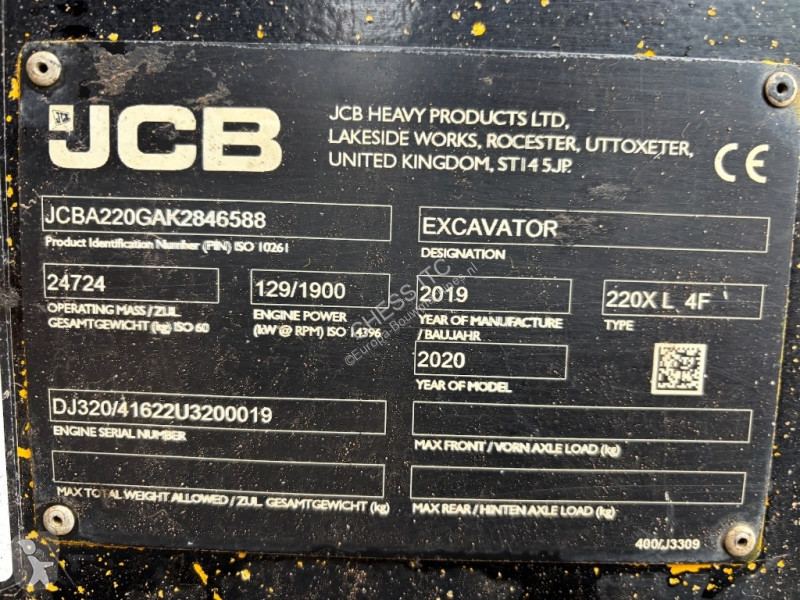 JCB
JCB HEAVY PRODUCTS LTD,
LAKESIDE WORKS, ROCESTER, UTTOXETER,
UNITED KINGDOM, ST14 5JP.
CE
JCBA220GAK2846588
Product Identification Number (PIN) ISO 10261
EXCAVATOR
DESIGNATION
24724
OPERATING MASS / ZUL
GESAMTGEWICHT (kg) ISO 60
129/1900
ENGINE POWER
(kW @ RPM) ISO 14396
2019
YEAR OF MANUFACTURE
/ BAUJAHR
220X L 4F
TYPE
2020
YEAR OF MODEL
DJ320/41622U3200019
ENGINE SERIAL NUMBER
MAX FRONT / VORN AXLE LOAD (kg)
MAX TOTAL WEIGHT ALLOWED / ZUL GESAMTGEWICHT (kg)
MAX REAR / HINTEN AXLE LOAD (kg)
400/J3309